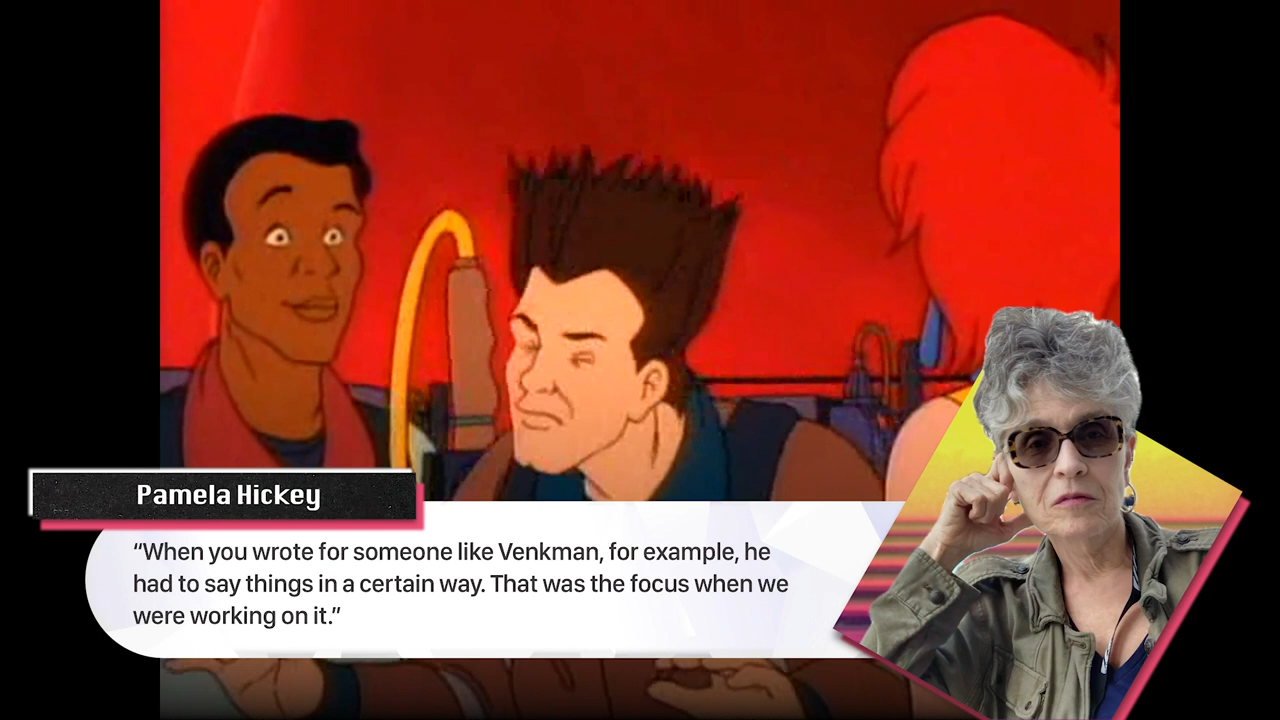 Pamela Hickey
“When you wrote for someone like Venkman, for example, he
had to say things in a certain way. That was the focus when we
were working on it.”